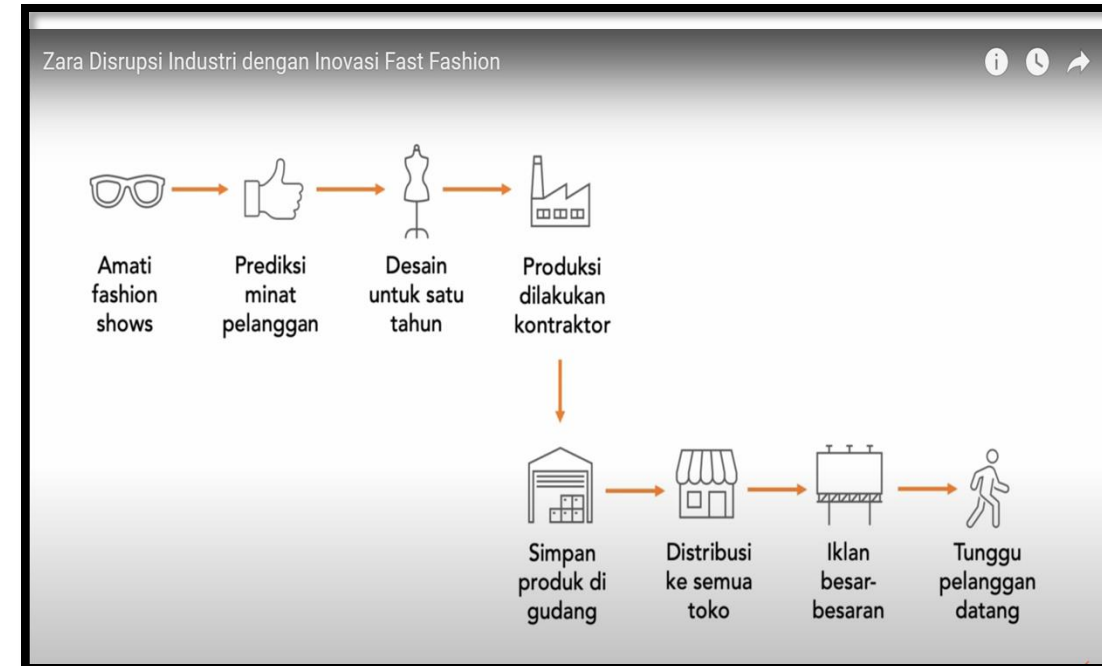 Zara Disrupsi Industri dengan Inovasi Fast Fashion
Amati
fashion
shows
Prediksi
minat
pelanggan
Desain
untuk satu
tahun
Produksi
dilakukan
kontraktor
Simpan
produk di
gudang
Distribusi
ke semua
toko
Iklan
besar-
besaran
Tunggu
pelanggan
datang